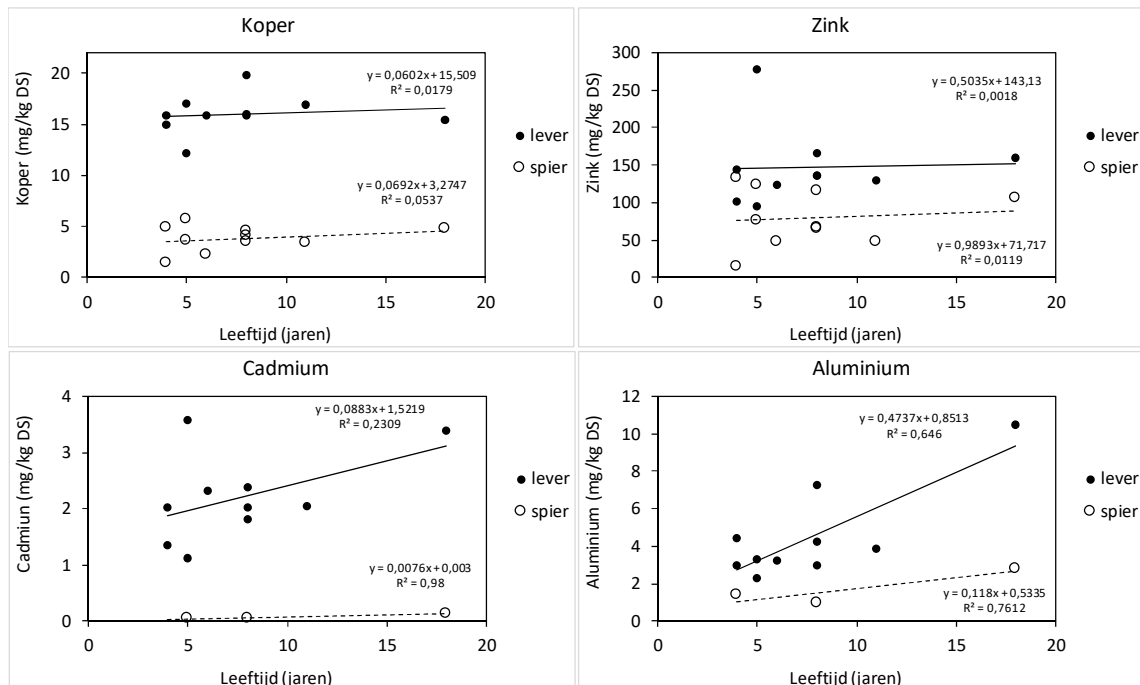 Koper
Koper (mg/kg DS)
20
15
10
5
0
y = 0,0602x + 15,509
R² = 0,0179
y = 0,0692x + 3,2747
R² = 0,0537
lever
spier
0 5 10 15 20
Leeftijd (jaren)
Zink
Zink (mg/kg DS)
300
250
200
150
100
50
0
y = 0,5035x + 143,13
R² = 0,0018
lever
spier
y = 0,9893x + 71,717
R² = 0,0119
0 5 10 15 20
Leeftijd (jaren)
Cadmium
Cadmiun (mg/kg DS)
4
3
2
1
0
y = 0,0883x + 1,5219
R² = 0,2309
lever
spier
y = 0,0076x + 0,003
R² = 0,98
0 5 10 15 20
Leeftijd (jaren)
Aluminium
Aluminium (mg/kg DS)
12
10
8
6
4
2
0
y = 0,4737x + 0,8513
R² = 0,646
lever
spier
y = 0,118x + 0,5335
R² = 0,7612
0 5 10 15 20
Leeftijd (jaren)